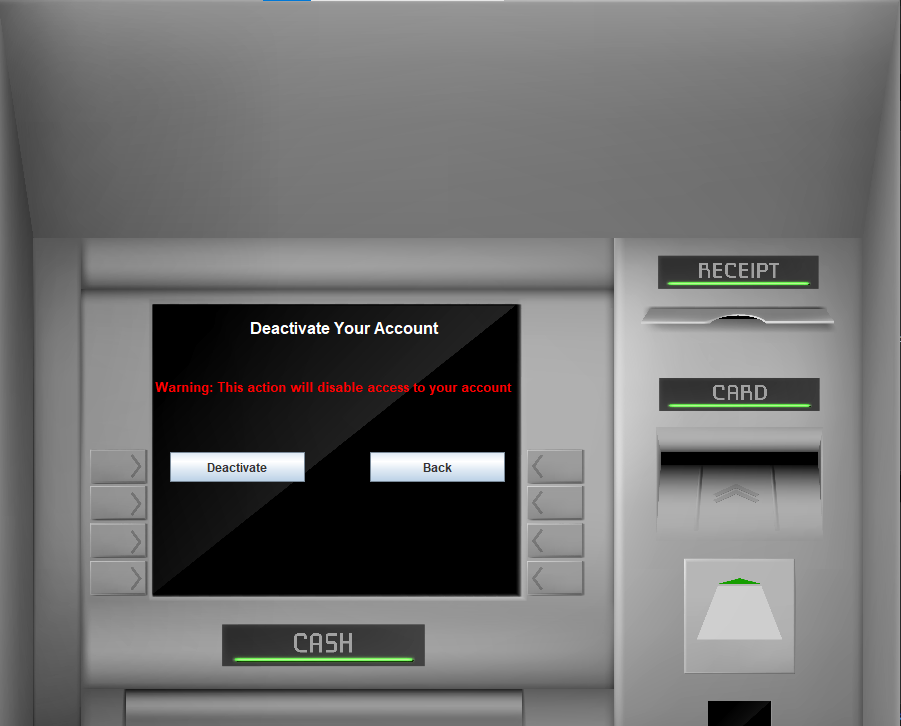 RECEIPT
Deactivate Your Account
Warning: This action will disable access to your account
CARD
Deactivate
Back
CASH